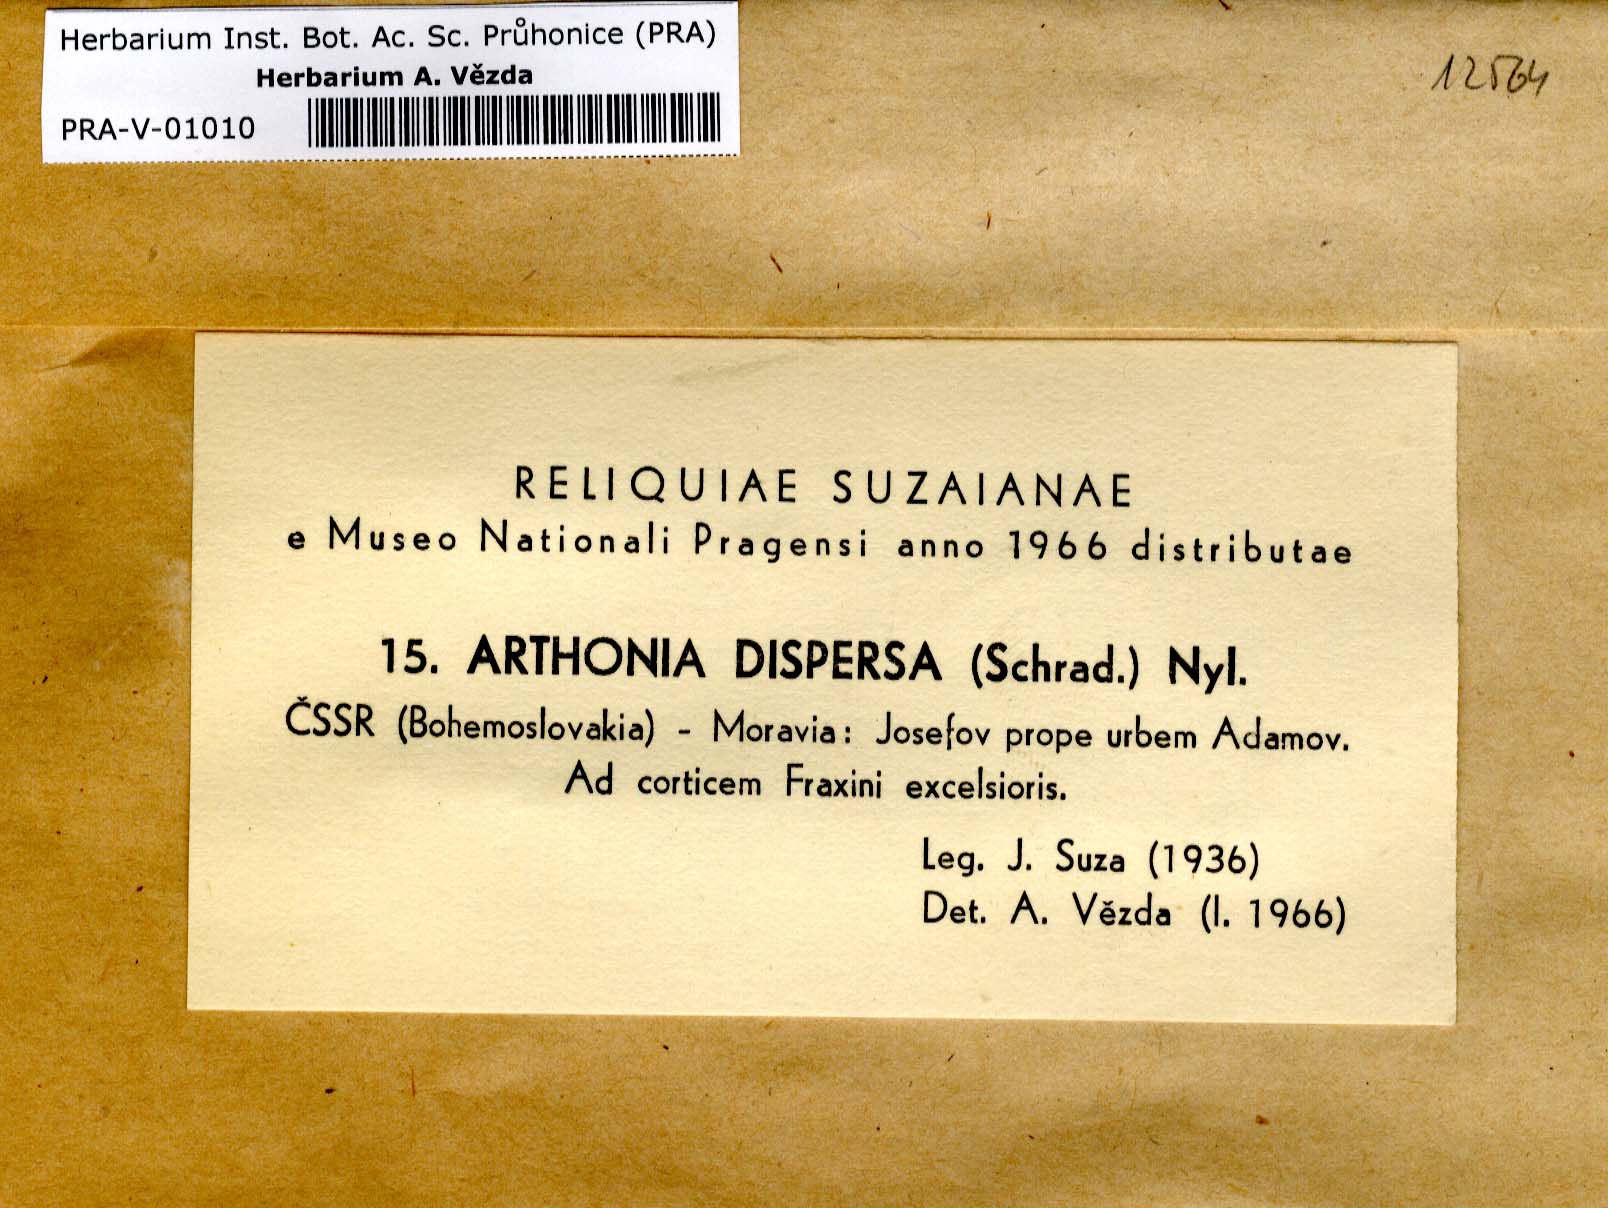 Herbarium Inst. Bot. Ac. Sc. Průhonice (PRA)
Herbarium A. Vězda
PRA-V-01010
12564
RELIQUIAE SUZAIANAE
e Museo Nationali Pragensi anno 1966 distributae
15. ARTHONIA DISPERSA (Schrad.) Nyl.
ČSSR (Bohemoslovakia) - Moravia: Josefov prope urbem Adamov.
Ad corticem Fraxini excelsioris.
Leg. J. Suza (1936)
Det. A. Vězda (I. 1966)